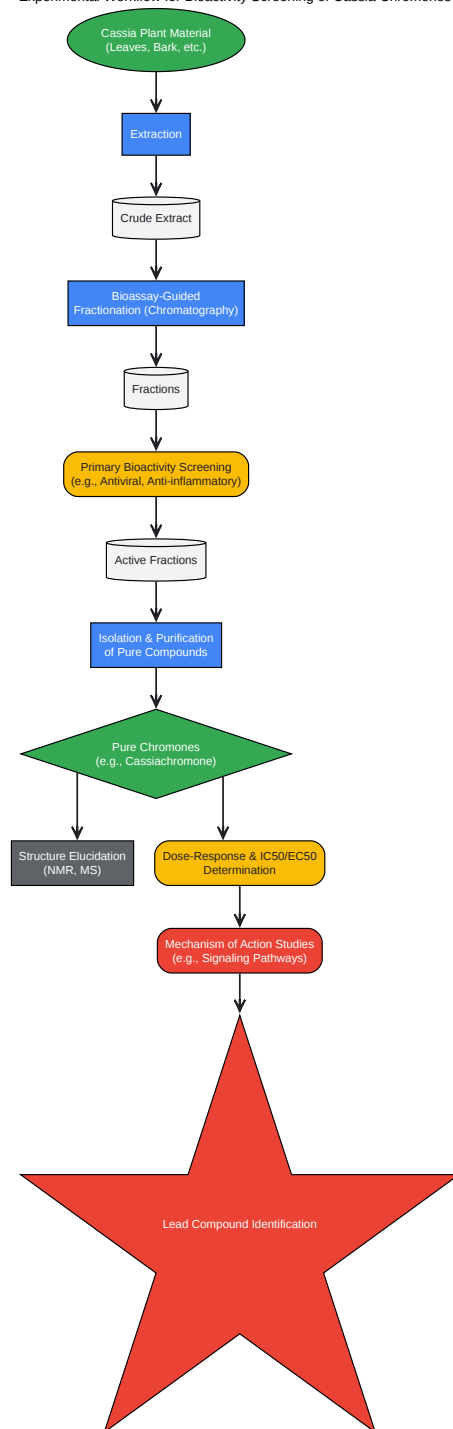 Experimental Workflow for Bioactivity Screening of Cassia Chromones
Cassia Plant Material
(Leaves, Bark, etc.)
Extraction
Crude Extract
Bioassay-Guided
Fractionation (Chromatography)
Fractions
Primary Bioactivity Screening
(e.g., Antiviral, Anti-inflammatory)
Active Fractions
Isolation & Purification
of Pure Compounds
Pure Chromones
(e.g., Cassiachromone)
Structure Elucidation
(NMR, MS)
Dose-Response & IC50/EC50
Determination
Mechanism of Action Studies
(e.g., Signaling Pathways)
Lead Compound Identification